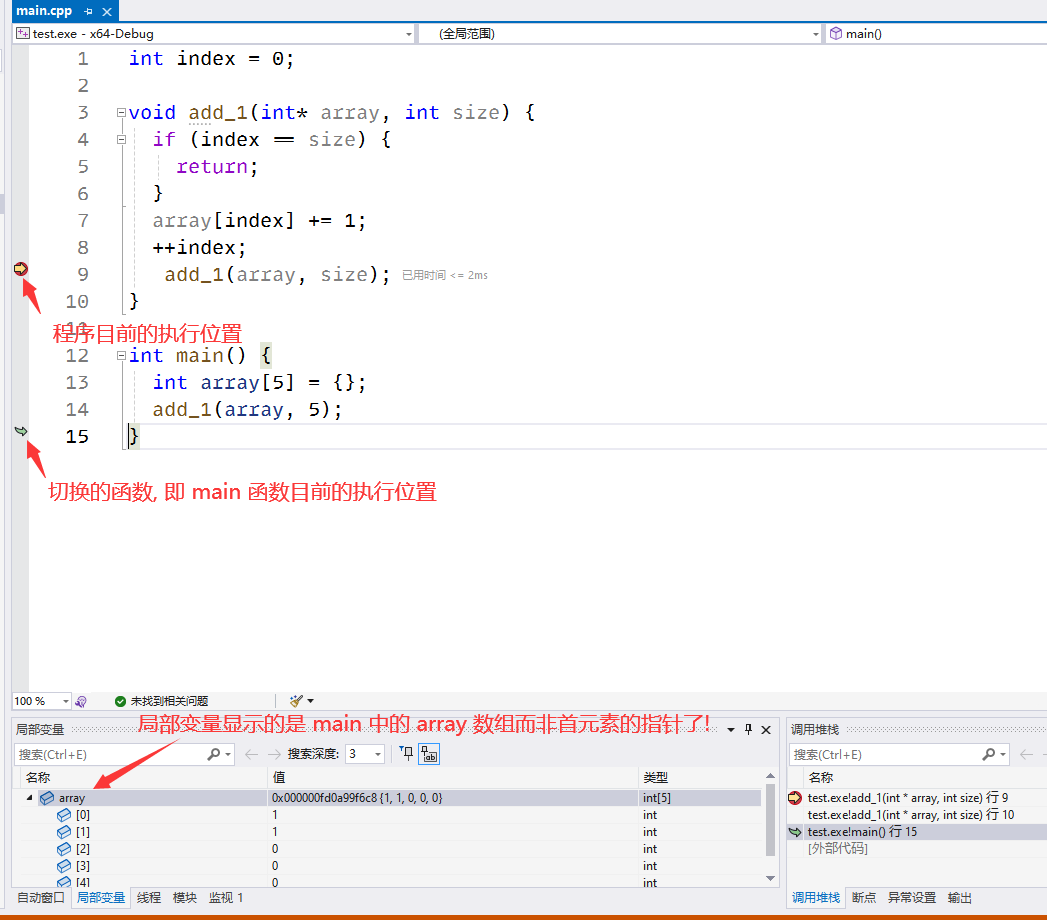 main.cpp
test.exe - x64-Debug
(全局范围)
main()
1 int index = 0;
2
3 void add_1(int* array, int size) {
4 if (index == size) {
5 return;
6 }
7 array[index] += 1;
8 ++index;
9 add_1(array, size); 已用时间 <= 2ms
10 }
程序目前的执行位置
12 int main() {
13 int array[5] = {};
14 add_1(array, 5);
15 }
切换的函数, 即 main 函数目前的执行位置
100 %
未找到相关问题
局部变量显示的是 main 中的 array 数组而非首元素的指针了!
局部变量
搜索(Ctrl+E)
搜索深度: 3
名称 值 类型
array 0x000000fd0a99f6c8 {1, 1, 0, 0, 0} int[5]
[0] 1 int
[1] 1 int
[2] 0 int
[3] 0 int
[4] 0 int
自动窗口 局部变量 线程 模块 监视 1
调用堆栈
搜索(Ctrl+E)
名称
test.exe!add_1(int * array, int size) 行 9
test.exe!add_1(int * array, int size) 行 10
test.exe!main() 行 15
[外部代码]
调用堆栈 断点 异常设置 输出